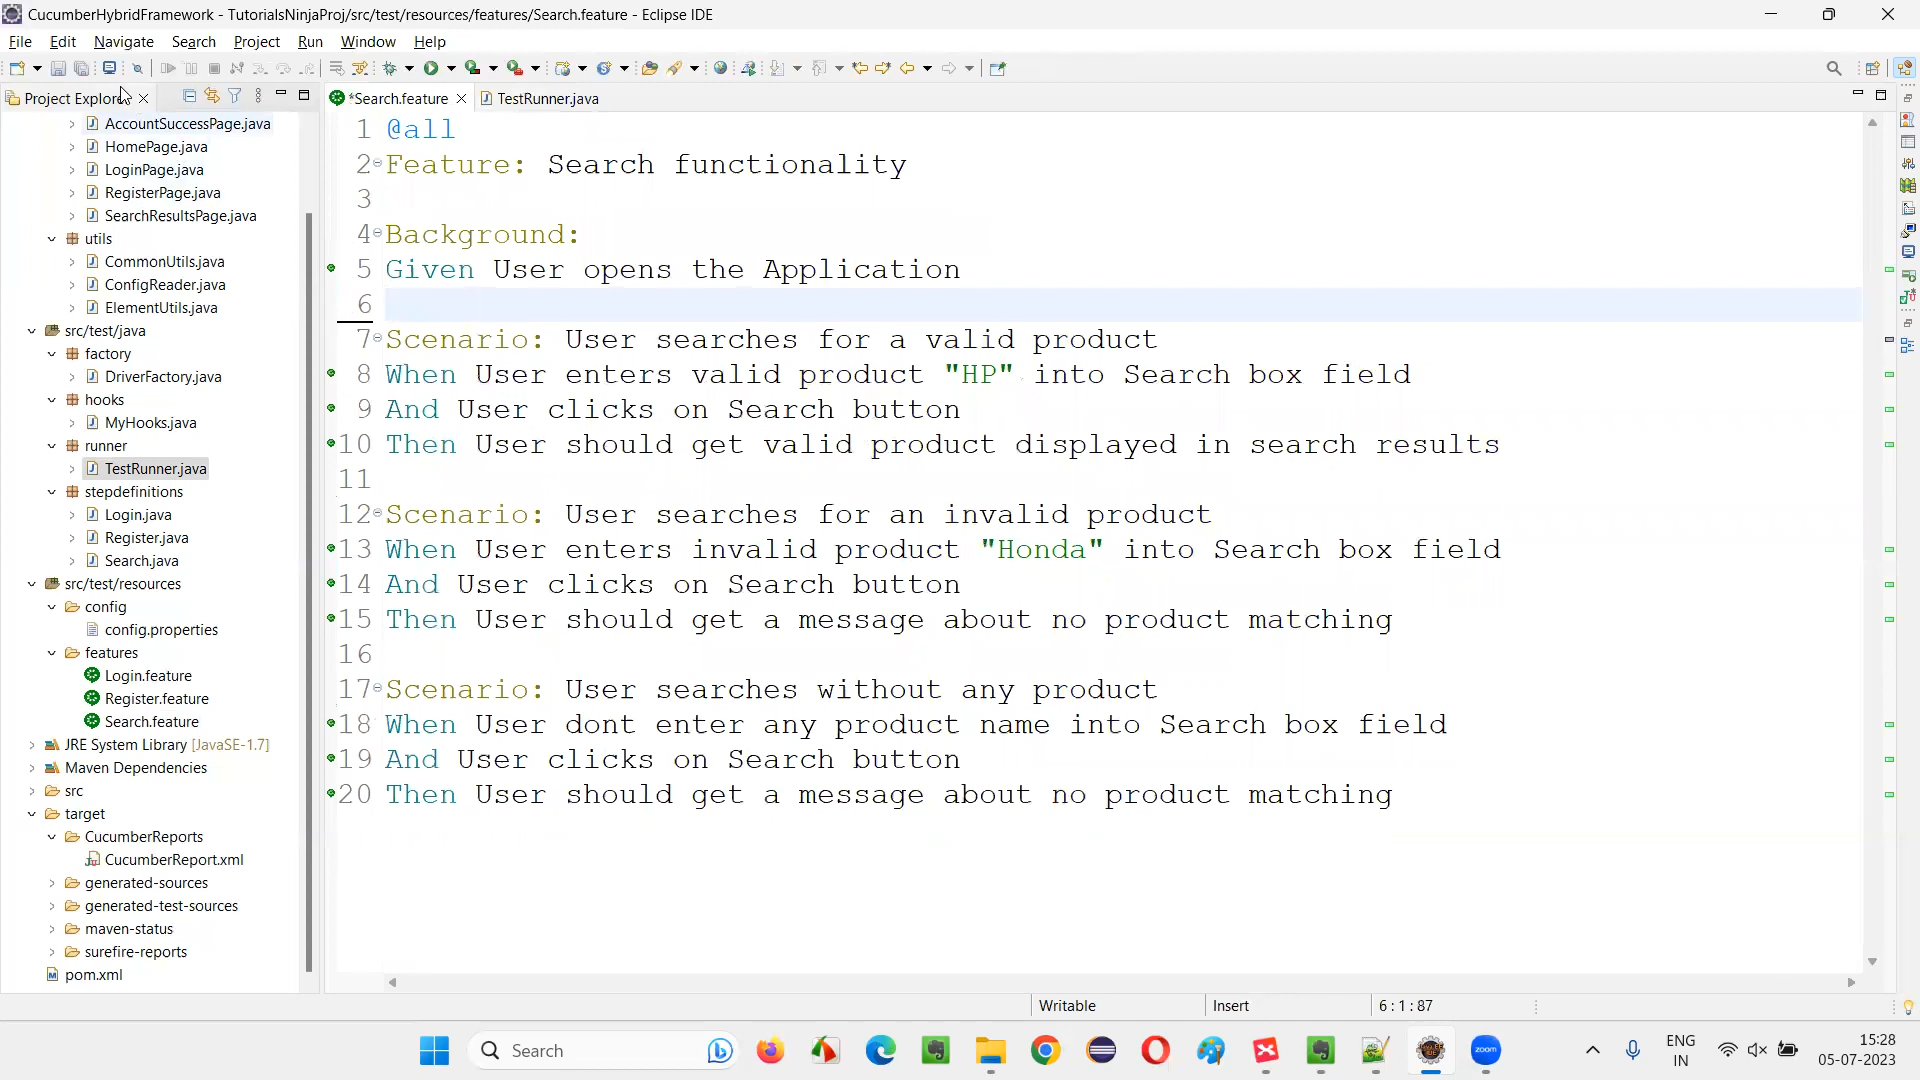 CucumberHybridFramework - TutorialsNinjaProj/src/test/resources/features/Search.feature - Eclipse IDE
File Edit Navigate Search Project Run Window Help
Project Explorer
*Search.feature
TestRunner.java
AccountSuccessPage.java
HomePage.java
LoginPage.java
RegisterPage.java
SearchResultsPage.java
utils
CommonUtils.java
ConfigReader.java
ElementUtils.java
src/test/java
factory
DriverFactory.java
hooks
MyHooks.java
runner
TestRunner.java
stepdefinitions
Login.java
Register.java
Search.java
src/test/resources
config
config.properties
features
Login.feature
Register.feature
Search.feature
JRE System Library [JavaSE-1.7]
Maven Dependencies
src
target
CucumberReports
CucumberReport.xml
generated-sources
generated-test-sources
maven-status
surefire-reports
pom.xml
1 @all
2 Feature: Search functionality
3
4 Background:
5 Given User opens the Application
6
7 Scenario: User searches for a valid product
8 When User enters valid product "HP" into Search box field
9 And User clicks on Search button
10 Then User should get valid product displayed in search results
11
12 Scenario: User searches for an invalid product
13 When User enters invalid product "Honda" into Search box field
14 And User clicks on Search button
15 Then User should get a message about no product matching
16
17 Scenario: User searches without any product
18 When User dont enter any product name into Search box field
19 And User clicks on Search button
20 Then User should get a message about no product matching
Writable Insert 6 : 1 : 87
Search
zoom
ENG
IN
15:28
05-07-2023